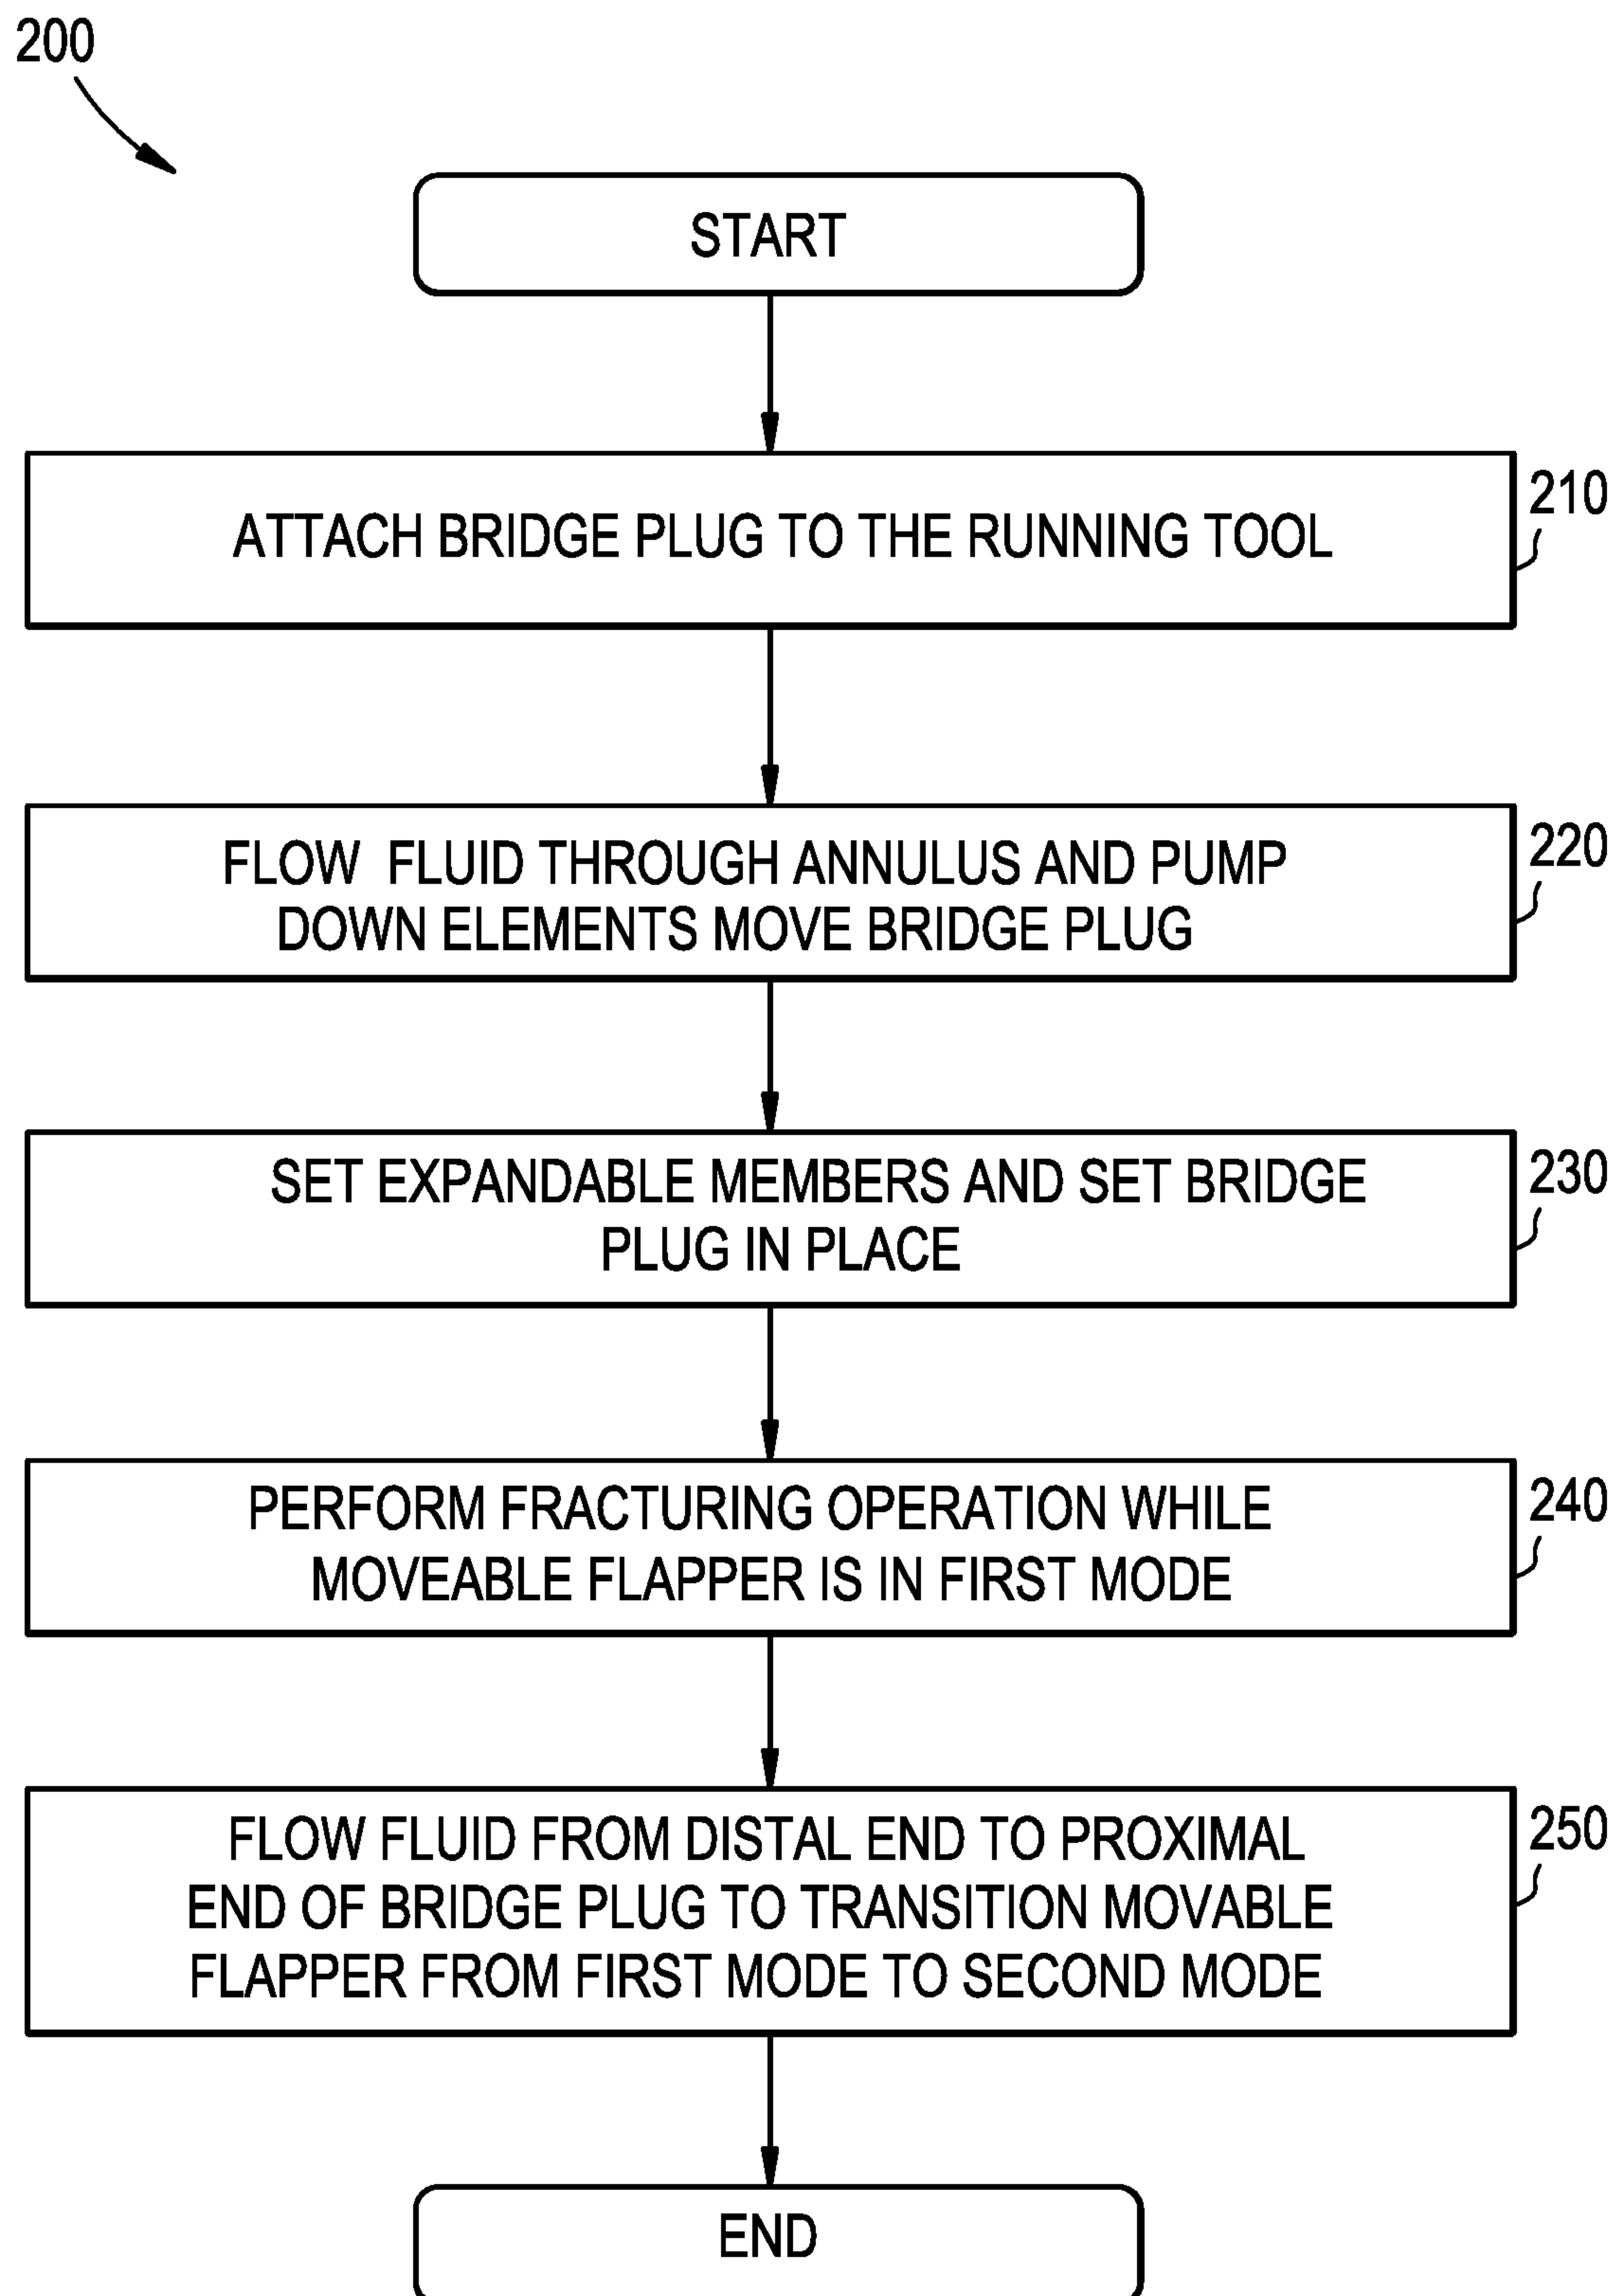 200
START
210
ATTACH BRIDGE PLUG TO THE RUNNING TOOL
220
FLOW FLUID THROUGH ANNULUS AND PUMP
DOWN ELEMENTS MOVE BRIDGE PLUG
230
SET EXPANDABLE MEMBERS AND SET BRIDGE
PLUG IN PLACE
240
PERFORM FRACTURING OPERATION WHILE
MOVEABLE FLAPPER IS IN FIRST MODE
250
FLOW FLUID FROM DISTAL END TO PROXIMAL
END OF BRIDGE PLUG TO TRANSITION MOVABLE
FLAPPER FROM FIRST MODE TO SECOND MODE
END